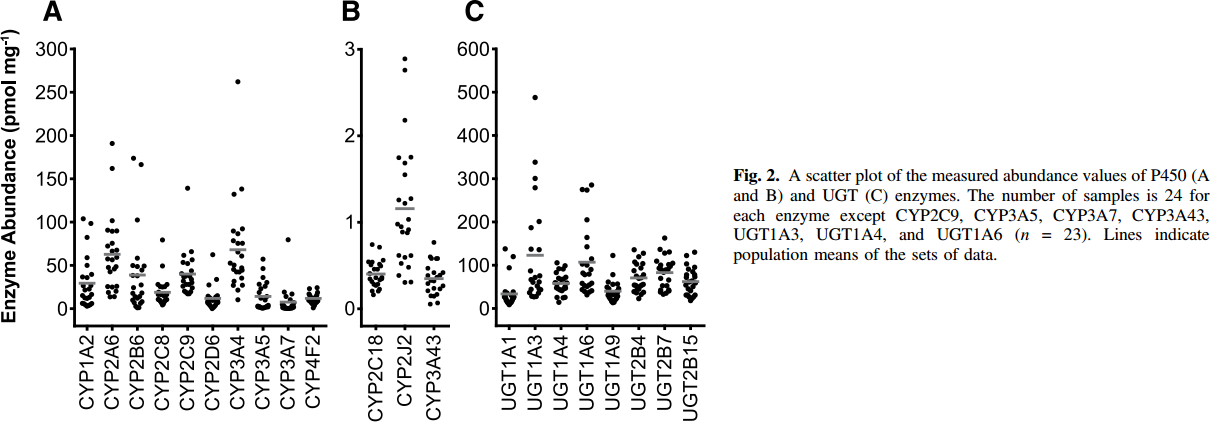 A
B
C
Enzyme Abundance (pmol mg-1)
300
250
200
150
100
50
0
CYP1A2
CYP2A6
CYP2B6
CYP2C8
CYP2C9
CYP2D6
CYP3A4
CYP3A5
CYP3A7
CYP4F2
3
2
1
0
CYP2C18
CYP2J2
CYP3A43
600
500
400
300
200
100
0
UGT1A1
UGT1A3
UGT1A4
UGT1A6
UGT1A9
UGT2B4
UGT2B7
UGT2B15
Fig. 2. A scatter plot of the measured abundance values of P450 (A
and B) and UGT (C) enzymes. The number of samples is 24 for
each enzyme except CYP2C9, CYP3A5, CYP3A7, CYP3A43,
UGT1A3, UGT1A4, and UGT1A6 (n = 23). Lines indicate
population means of the sets of data.